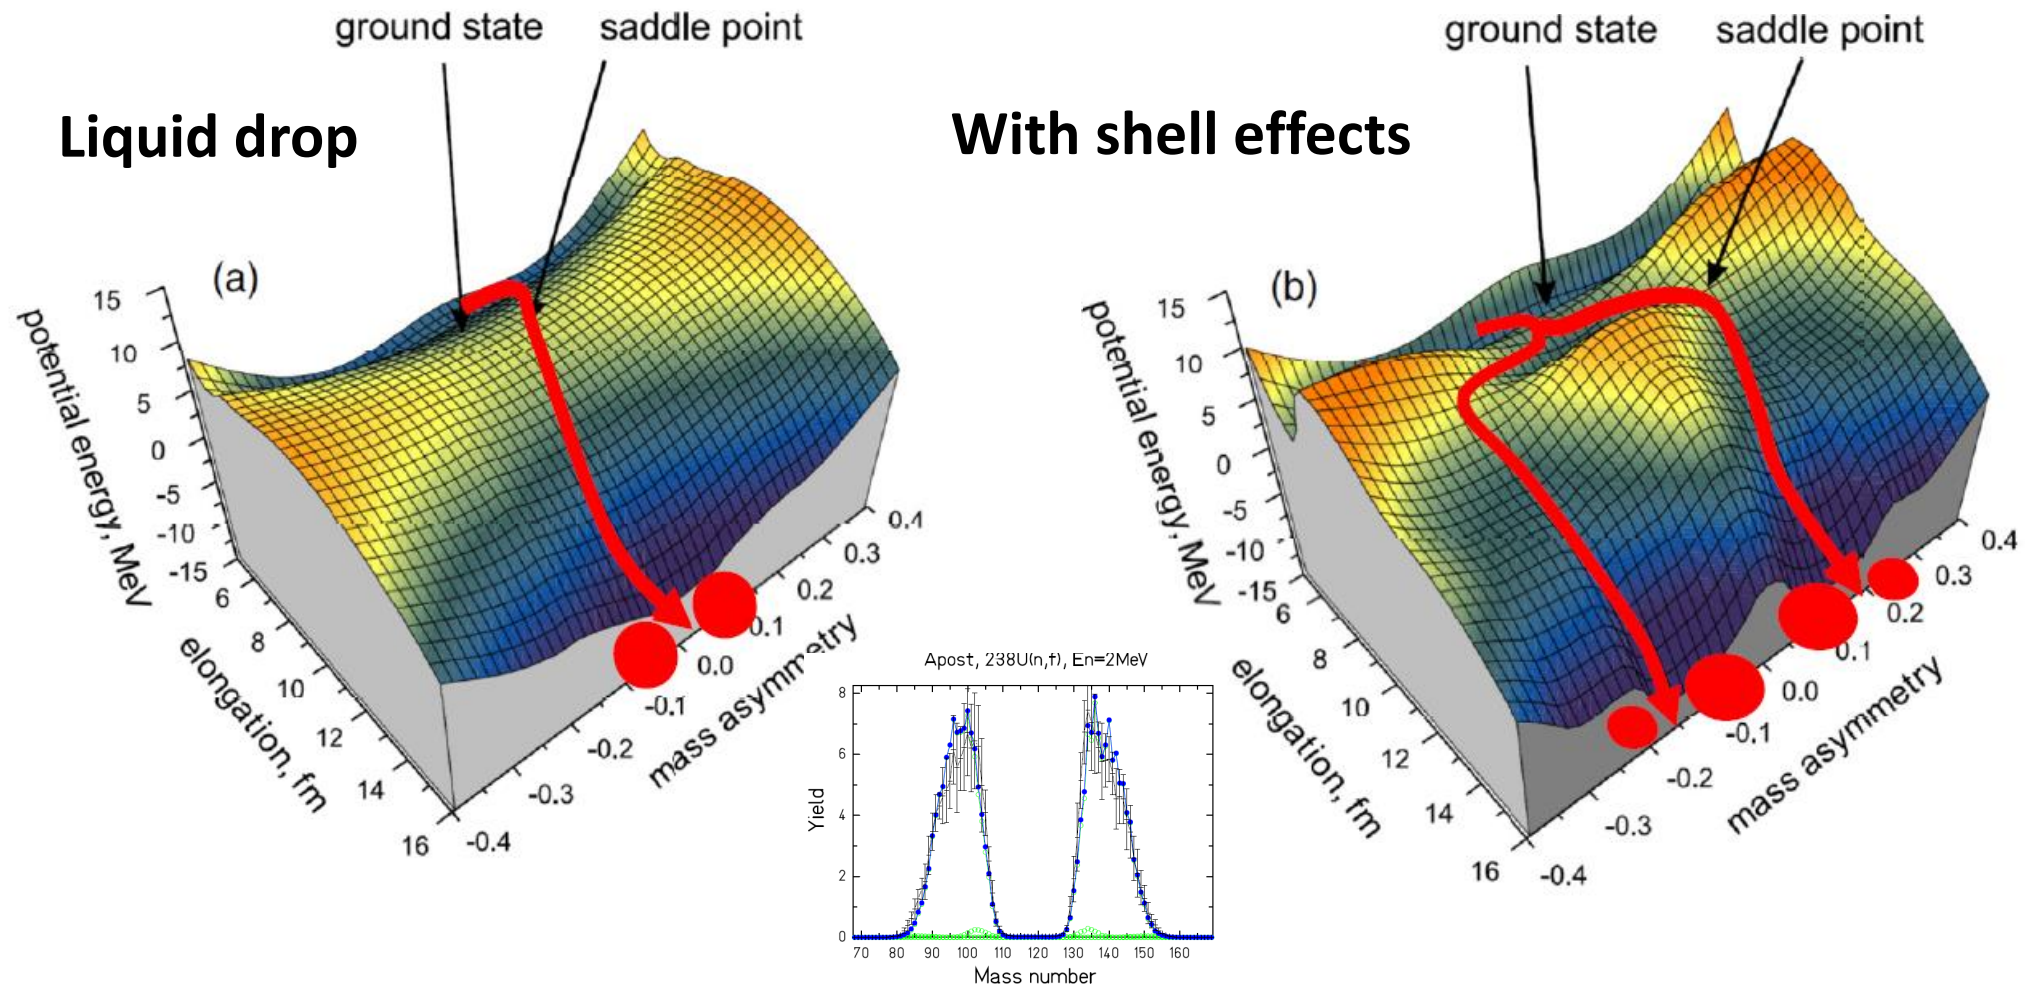 ground state
saddle point
ground state
saddle point
Liquid drop
With shell effects
(a)
(b)
15
10
5
0
-5
-10
-15
potential energy, MeV
6
8
10
12
14
16
elongation, fm
-0.4
-0.3
-0.2
-0.1
0.0
0.1
0.2
0.3
0.4
mass asymmetry
15
10
5
0
-5
-10
-15
potential energy, MeV
6
8
10
12
14
16
elongation, fm
-0.4
-0.3
-0.2
-0.1
0.0
0.1
0.2
0.3
0.4
mass asymmetry
Apost, 238U(n,f), En=2MeV
8
6
4
2
0
Yield
70 80 90 100 110 120 130 140 150 160
Mass number